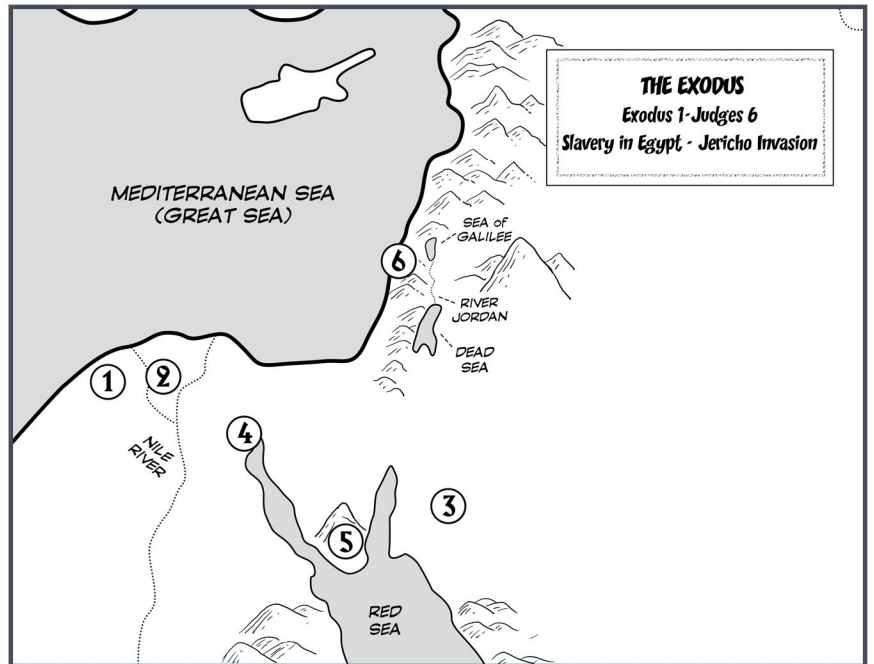 THE EXODUS
Exodus 1-Judges 6
Slavery in Egypt - Jericho Invasion
MEDITERRANEAN SEA
(GREAT SEA)
SEA of
GALILEE
6
RIVER
JORDAN
DEAD
SEA
1
2
4
NILE
RIVER
3
5
RED
SEA